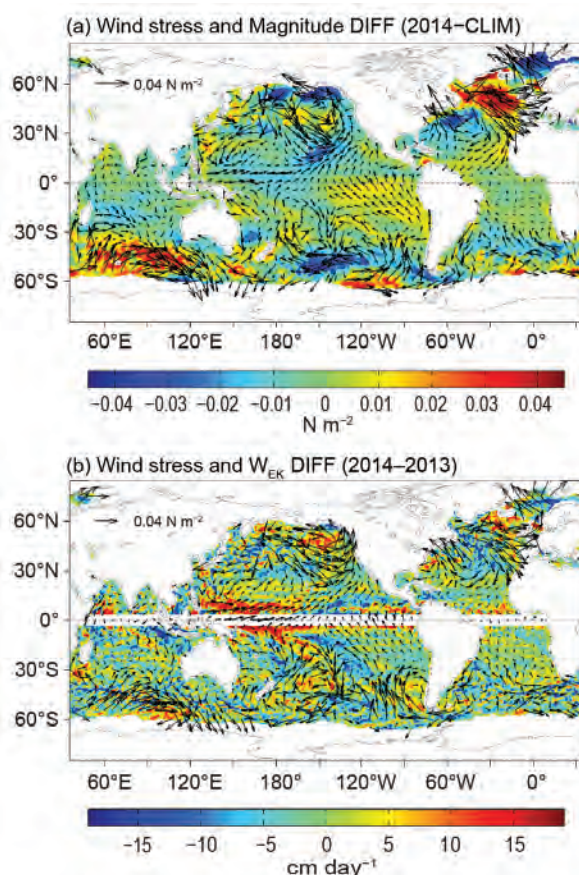 (a) Wind stress and Magnitude DIFF (2014−CLIM)
0.04 N m⁻²
60°N
30°N
0°
30°S
60°S
60°E 120°E 180° 120°W 60°W 0°
−0.04 −0.03 −0.02 −0.01 0 0.01 0.02 0.03 0.04
N m⁻²
(b) Wind stress and W_EK DIFF (2014–2013)
0.04 N m⁻²
60°N
30°N
0°
30°S
60°S
60°E 120°E 180° 120°W 60°W 0°
−15 −10 −5 0 5 10 15
cm day⁻¹